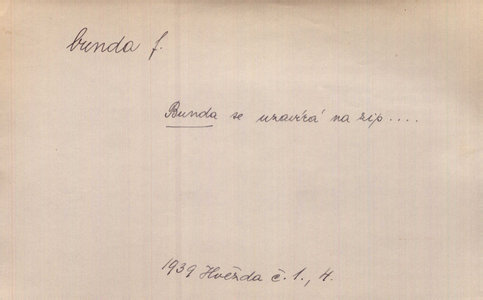 bunda f.
Bunda se uzavírá na zip....
1939 Hvězda č. 1., 4.